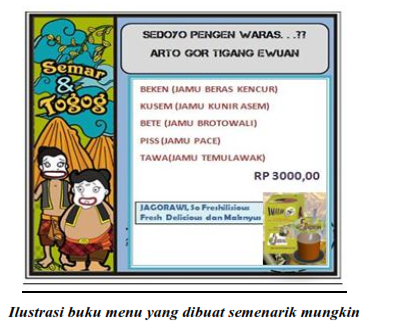 Semar
&
Togog
SEDOYO PENGEN WARAS. . .??
ARTO GOR TIGANG EWUAN
BEKEN (JAMU BERAS KENCUR)
KUSEM (JAMU KUNIR ASEM)
BETE (JAMU BROTOWALI)
PISS (JAMU PACE)
TAWA(JAMU TEMULAWAK)
RP 3000,00
JAGORAWI, So Freshilisious
Fresh Delicious dan Maknyus
Ilustrasi buku menu yang dibuat semenarik mungkin